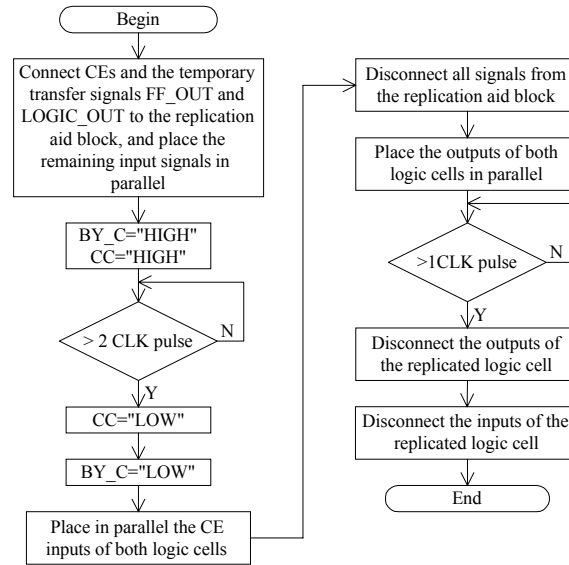 Begin
Connect CEs and the temporary
transfer signals FF_OUT and
LOGIC_OUT to the replication
aid block, and place the
remaining input signals in
parallel
BY_C="HIGH"
CC="HIGH"
> 2 CLK pulse
N
Y
CC="LOW"
BY_C="LOW"
Place in parallel the CE
inputs of both logic cells
Disconnect all signals from
the replication aid block
Place the outputs of both
logic cells in parallel
>1CLK pulse
N
Y
Disconnect the outputs of
the replicated logic cell
Disconnect the inputs of the
replicated logic cell
End